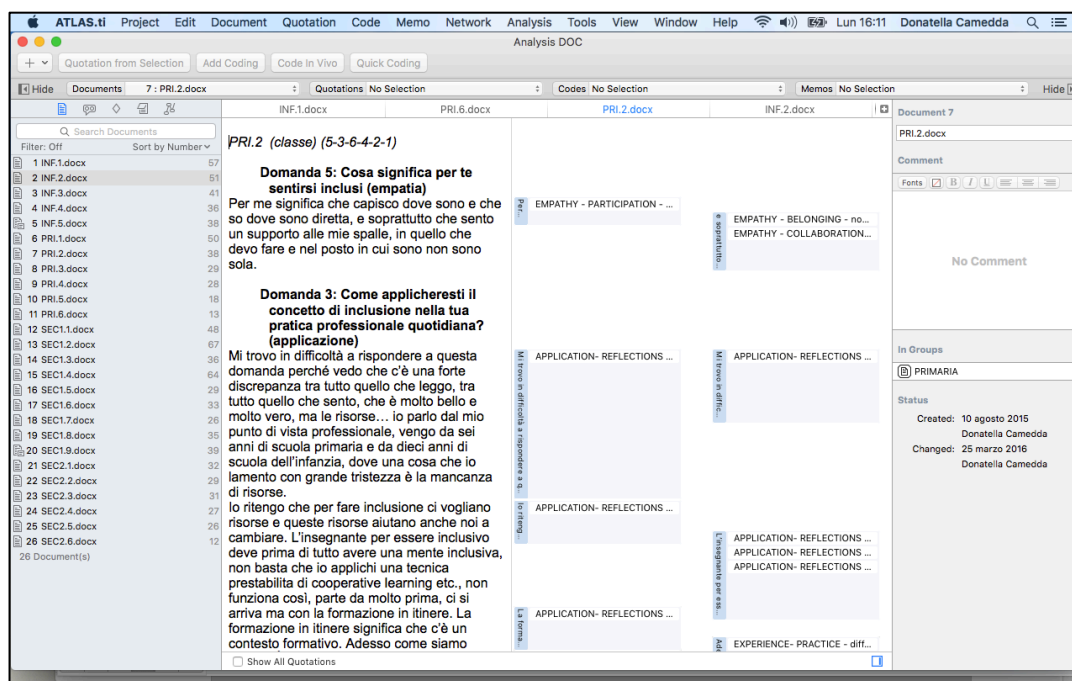 ATLAS.ti Project Edit Document Quotation Code Memo Network Analysis Tools View Window Help Lun 16:11 Donatella Camedda
Analysis DOC
Quotation from Selection Add Coding Code In Vivo Quick Coding
Hide Documents 7 : PRI.2.docx Quotations No Selection Codes No Selection Memos No Selection Hide
INF.1.docx PRI.6.docx PRI.2.docx INF.2.docx
Search Documents
Filter: Off Sort by Number
1 INF.1.docx 57
2 INF.2.docx 51
3 INF.3.docx 41
4 INF.4.docx 36
5 INF.5.docx 38
6 PRI.1.docx 50
7 PRI.2.docx 38
8 PRI.3.docx 29
9 PRI.4.docx 28
10 PRI.5.docx 18
11 PRI.6.docx 13
12 SEC1.1.docx 48
13 SEC1.2.docx 67
14 SEC1.3.docx 36
15 SEC1.4.docx 64
16 SEC1.5.docx 29
17 SEC1.6.docx 33
18 SEC1.7.docx 26
19 SEC1.8.docx 35
20 SEC1.9.docx 39
21 SEC2.1.docx 32
22 SEC2.2.docx 29
23 SEC2.3.docx 31
24 SEC2.4.docx 27
25 SEC2.5.docx 26
26 SEC2.6.docx 12
26 Document(s)
PRI.2 (classe) (5-3-6-4-2-1)
Domanda 5: Cosa significa per te
sentirsi inclusi (empatia)
Per me significa che capisco dove sono e che
so dove sono diretta, e soprattutto che sento
un supporto alle mie spalle, in quello che
devo fare e nel posto in cui sono non sono
sola.
Domanda 3: Come applicheresti il
concetto di inclusione nella tua
pratica professionale quotidiana?
(applicazione)
Mi trovo in difficoltà a rispondere a questa
domanda perché vedo che c'è una forte
discrepanza tra tutto quello che leggo, tra
tutto quello che sento, che è molto bello e
molto vero, ma le risorse… io parlo dal mio
punto di vista professionale, vengo da sei
anni di scuola primaria e da dieci anni di
scuola dell'infanzia, dove una cosa che io
lamento con grande tristezza è la mancanza
di risorse.
Io ritengo che per fare inclusione ci vogliano
risorse e queste risorse aiutano anche noi a
cambiare. L'insegnante per essere inclusivo
deve prima di tutto avere una mente inclusiva,
non basta che io applichi una tecnica
prestabilita di cooperative learning etc., non
funziona così, parte da molto prima, ci si
arriva ma con la formazione in itinere. La
formazione in itinere significa che c'è un
contesto formativo. Adesso come siamo
Show All Quotations
Per...
EMPATHY - PARTICIPATION - ...
e soprattutto...
EMPATHY - BELONGING - no...
EMPATHY - COLLABORATION...
Mi trovo in difficoltà a rispondere a q...
APPLICATION- REFLECTIONS ...
Mi trovo in diffic...
APPLICATION- REFLECTIONS ...
Io riteng...
APPLICATION- REFLECTIONS ...
L'insegnante per ess...
APPLICATION- REFLECTIONS ...
APPLICATION- REFLECTIONS ...
APPLICATION- REFLECTIONS ...
La forma...
APPLICATION- REFLECTIONS ...
EXPERIENCE- PRACTICE - diff...
Document 7
PRI.2.docx
Comment
Fonts B I U
No Comment
In Groups
PRIMARIA
Status
Created: 10 agosto 2015
Donatella Camedda
Changed: 25 marzo 2016
Donatella Camedda